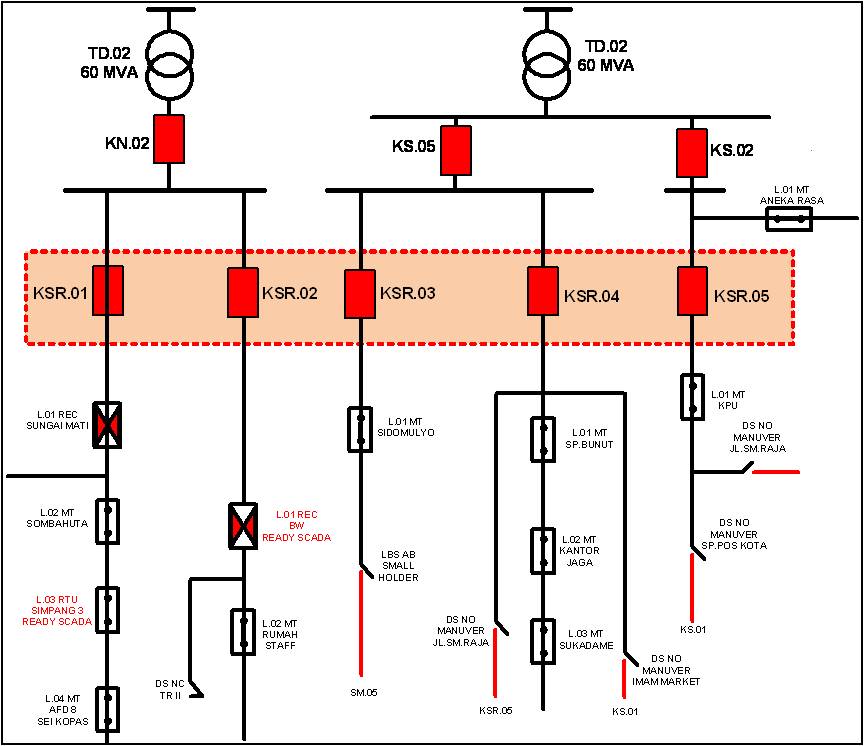 TD.02
60 MVA
TD.02
60 MVA
KN.02
KS.05
KS.02
L.01 MT
ANEKA RASA
KSR.01
KSR.02
KSR.03
KSR.04
KSR.05
L.01 REC
SUNGAI MATI
L.01 MT
SIDOMULYO
L.01 MT
SP.BUNUT
L.01 MT
KPU
DS NO
MANUVER
JL.SM.RAJA
L.02 MT
SOMBAHUTA
L.01 REC
BW
READY SCADA
LBS AB
SMALL
HOLDER
L.02 MT
KANTOR
JAGA
DS NO
MANUVER
SP.POS KOTA
L.03 RTU
SIMPANG 3
READY SCADA
L.02 MT
RUMAH
STAFF
DS NO
MANUVER
JL.SM.RAJA
L.03 MT
SUKADAME
KS.01
L.04 MT
AFD 8
SEI KOPAS
DS NC
TR II
SM.05
KSR.05
DS NO
MANUVER
IMAM MARKET
KS.01